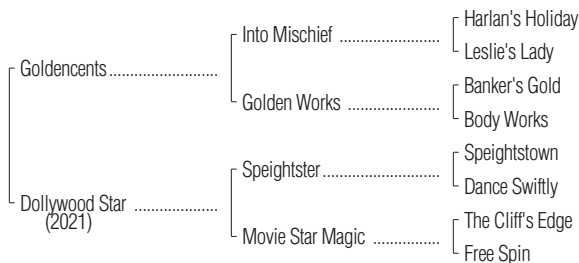 Harlan's Holiday
Into Mischief ....................
Leslie's Lady
Goldencents......................
Banker's Gold
Golden Works ..................
Body Works
Speightstown
Speightster.......................
Dance Swiftly
Dollywood Star ................
(2021)
The Cliff's Edge
Movie Star Magic .............
Free Spin